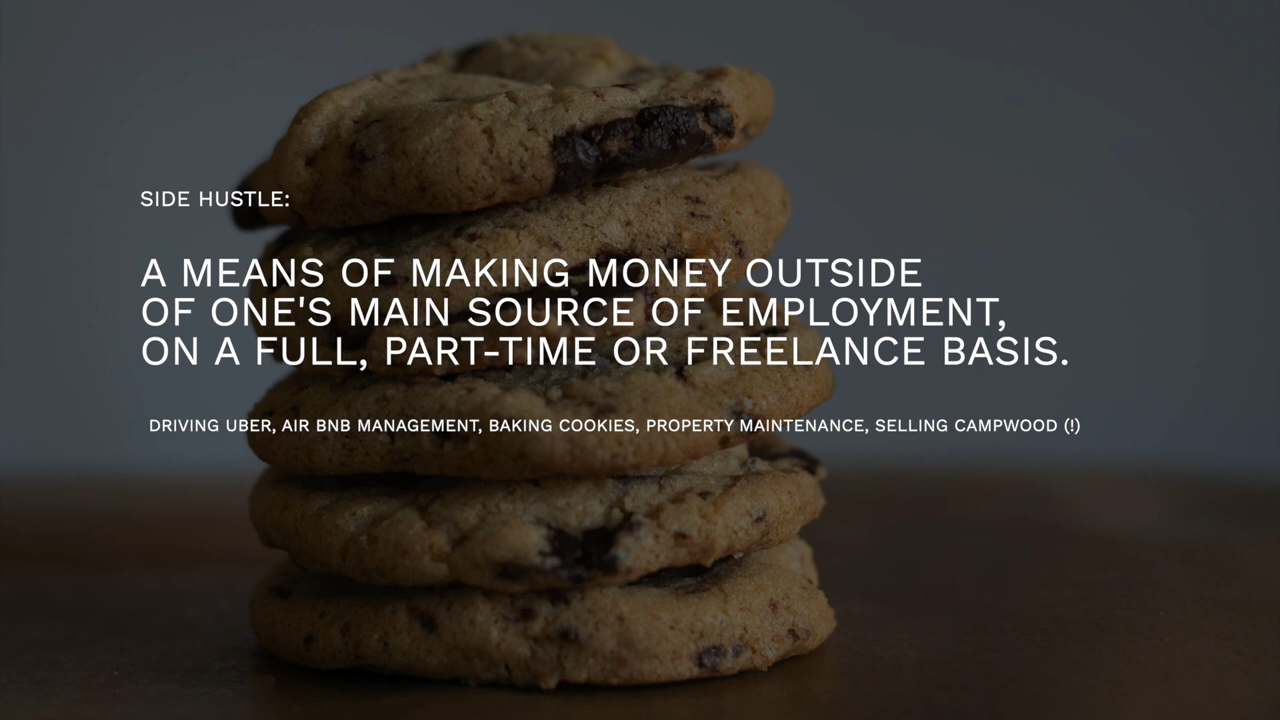 SIDE HUSTLE:
A MEANS OF MAKING MONEY OUTSIDE
OF ONE'S MAIN SOURCE OF EMPLOYMENT,
ON A FULL, PART-TIME OR FREELANCE BASIS.
DRIVING UBER, AIR BNB MANAGEMENT, BAKING COOKIES, PROPERTY MAINTENANCE, SELLING CAMPWOOD (!)